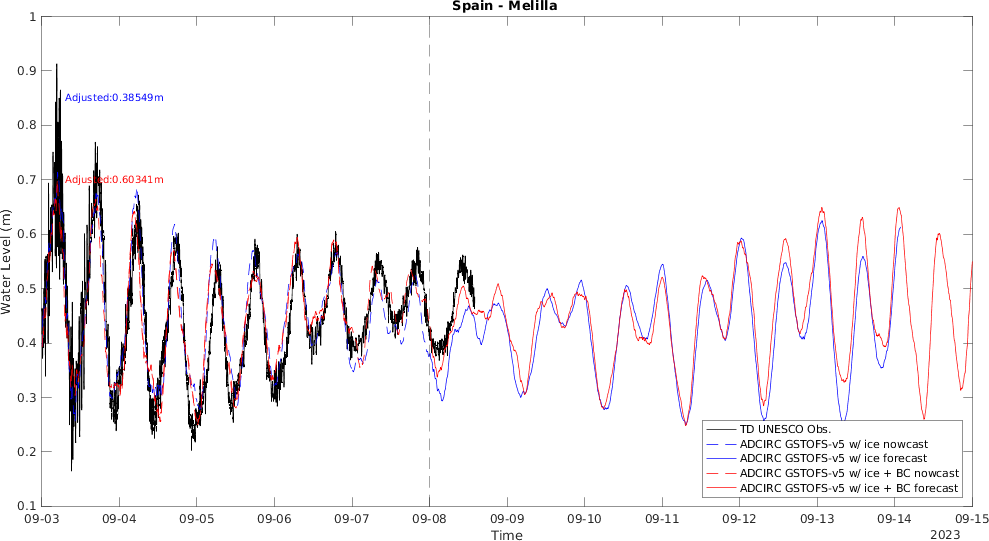 Spain - Melilla
1
0.9
0.8
0.7
0.6
0.5
0.4
0.3
0.2
0.1
Water Level (m)
Adjusted:0.38549m
Adjusted:0.60341m
TD UNESCO Obs.
ADCIRC GSTOFS-v5 w/ ice nowcast
ADCIRC GSTOFS-v5 w/ ice forecast
ADCIRC GSTOFS-v5 w/ ice + BC nowcast
ADCIRC GSTOFS-v5 w/ ice + BC forecast
09-03 09-04 09-05 09-06 09-07 09-08 09-09 09-10 09-11 09-12 09-13 09-14 09-15
Time
2023